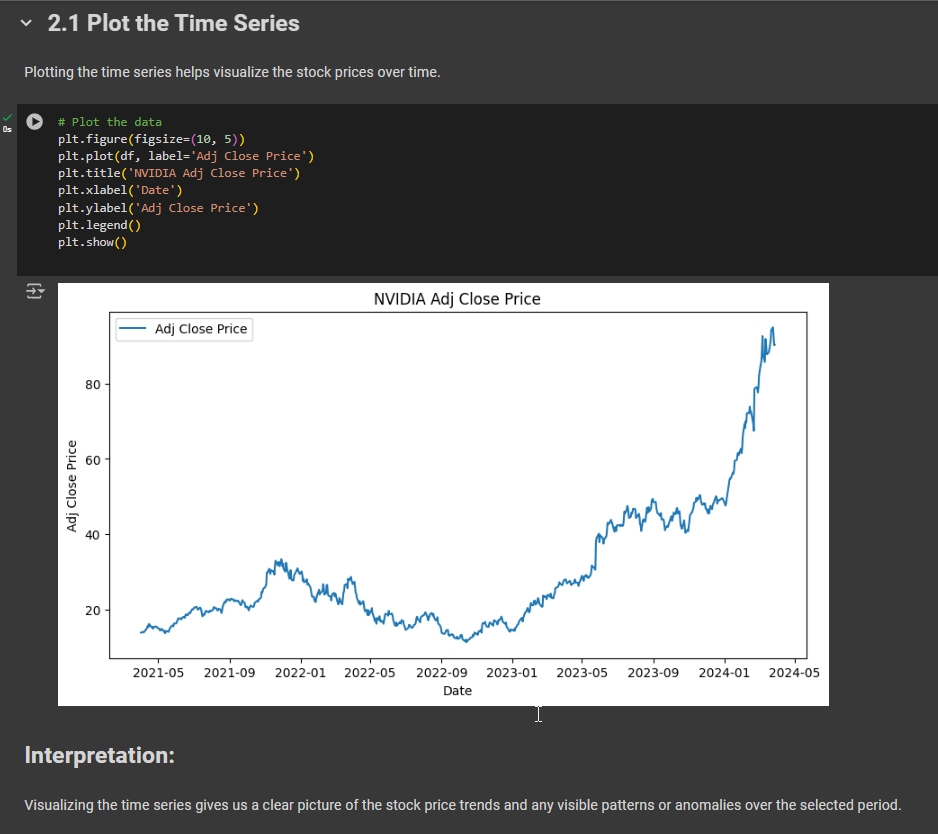 2.1 Plot the Time Series
Plotting the time series helps visualize the stock prices over time.
0s
# Plot the data
plt.figure(figsize=(10, 5))
plt.plot(df, label='Adj Close Price')
plt.title('NVIDIA Adj Close Price')
plt.xlabel('Date')
plt.ylabel('Adj Close Price')
plt.legend()
plt.show()
NVIDIA Adj Close Price
Adj Close Price
80
60
40
20
Adj Close Price
2021-05 2021-09 2022-01 2022-05 2022-09 2023-01 2023-05 2023-09 2024-01 2024-05
Date
Interpretation:
Visualizing the time series gives us a clear picture of the stock price trends and any visible patterns or anomalies over the selected period.